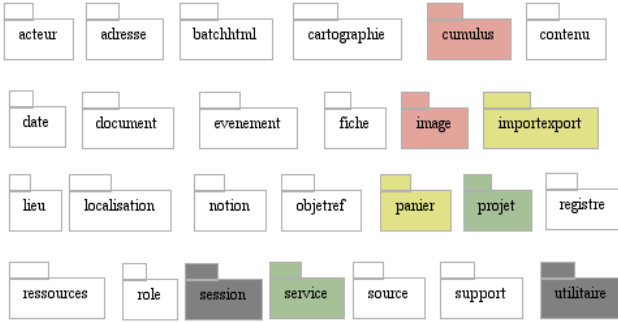 acteur adresse batchhtml cartographie cumulus contenu
date document evenement fiche image importexport
lieu localisation notion objetref panier projet registre
ressources role session service source support utilitaire